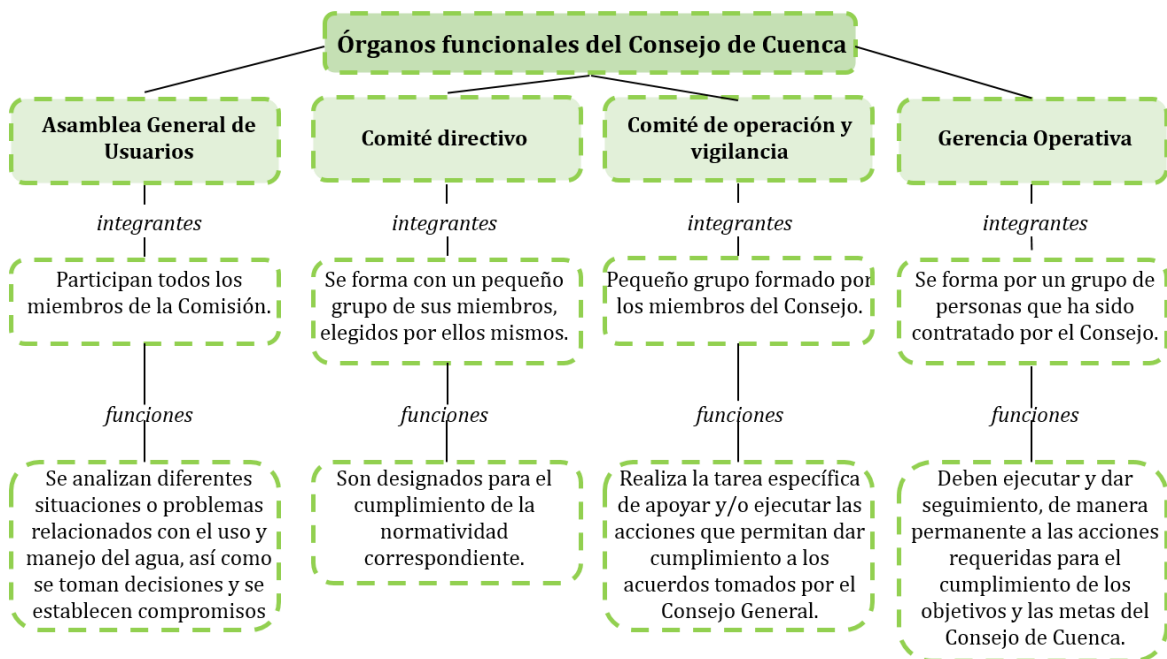 Órganos funcionales del Consejo de Cuenca
Asamblea General de
Usuarios
Comité directivo
Comité de operación y
vigilancia
Gerencia Operativa
integrantes
integrantes
integrantes
integrantes
Participan todos los
miembros de la Comisión.
Se forma con un pequeño
grupo de sus miembros,
elegidos por ellos mismos.
Pequeño grupo formado por
los miembros del Consejo.
Se forma por un grupo de
personas que ha sido
contratado por el Consejo.
funciones
funciones
funciones
funciones
Se analizan diferentes
situaciones o problemas
relacionados con el uso y
manejo del agua, así como
se toman decisiones y se
establecen compromisos
Son designados para el
cumplimiento de la
normatividad
correspondiente.
Realiza la tarea específica
de apoyar y/o ejecutar las
acciones que permitan dar
cumplimiento a los
acuerdos tomados por el
Consejo General.
Deben ejecutar y dar
seguimiento, de manera
permanente a las acciones
requeridas para el
cumplimiento de los
objetivos y las metas del
Consejo de Cuenca.